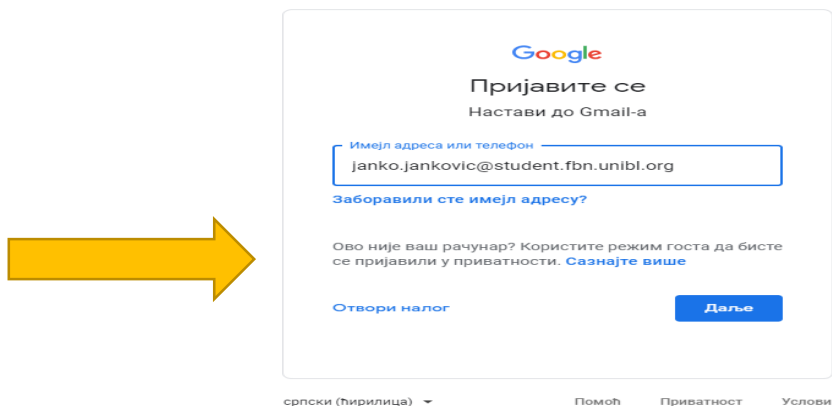 Google
Пријавите се
Настави до Gmail-а
Имејл адреса или телефон
janko.jankovic@student.fbn.unibl.org
Заборавили сте имејл адресу?
Ово није ваш рачунар? Користите режим госта да бисте
се пријавили у приватности. Сазнајте више
Отвори налог
Даље
српски (ћирилица)
Помоћ
Приватност
Услови